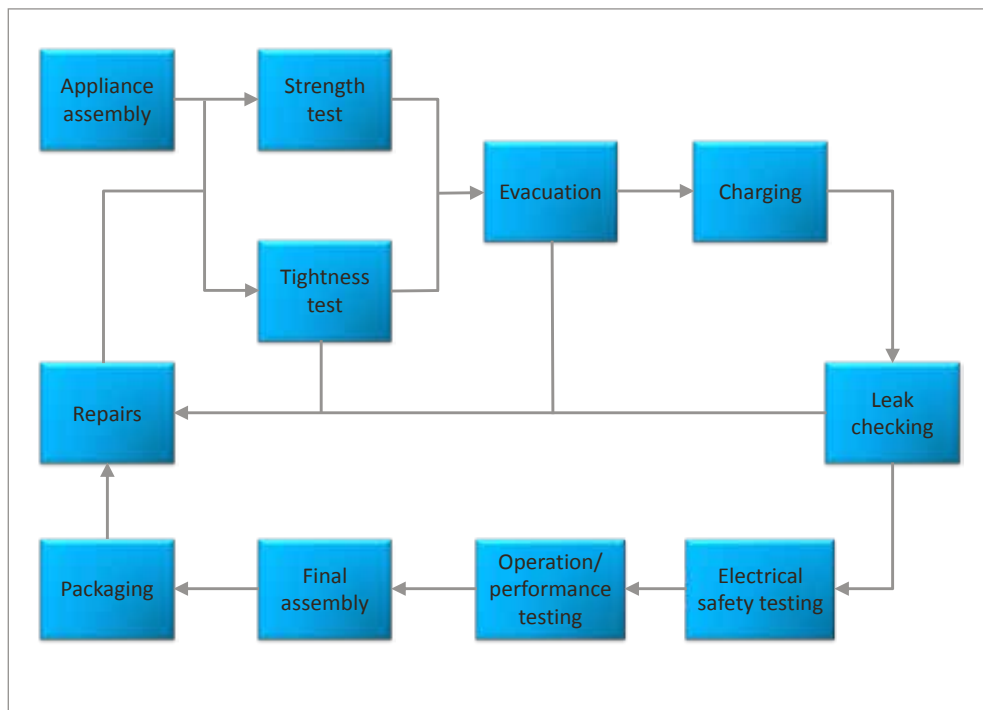 Appliance
assembly
Strength
test
Evacuation
Charging
Tightness
test
Repairs
Leak
checking
Packaging
Final
assembly
Operation/
performance
testing
Electrical
safety testing